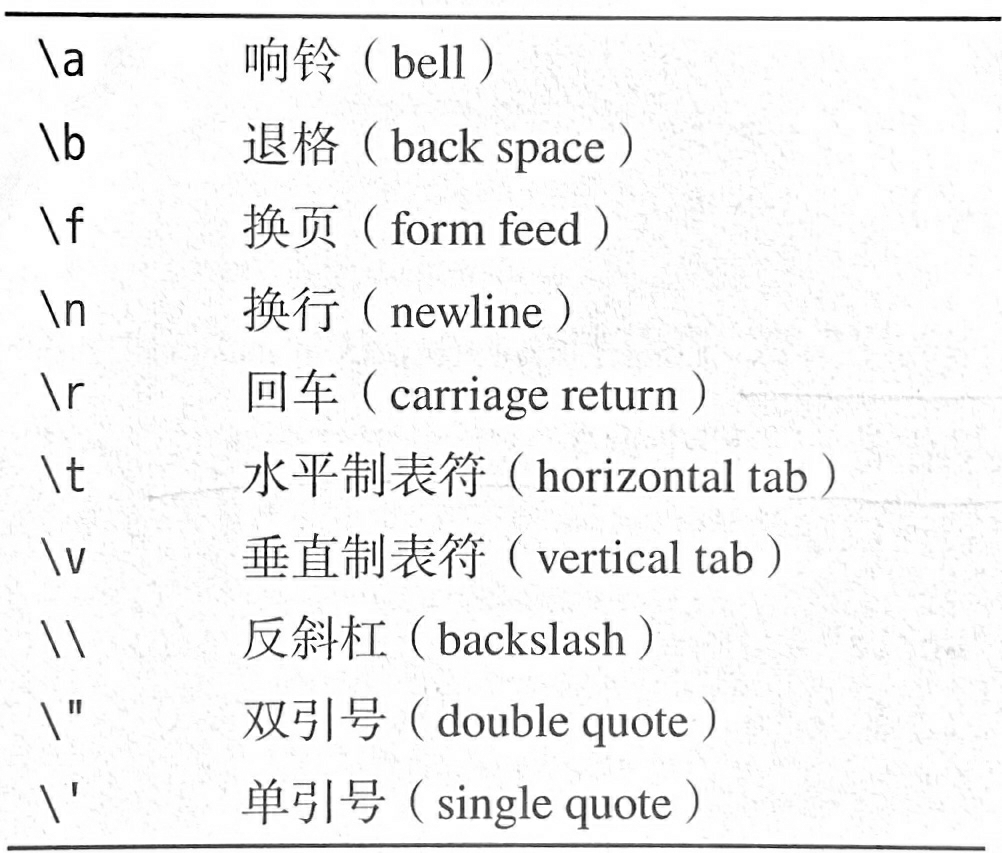 \a 响铃（bell）
\b 退格（back space）
\f 换页（form feed）
\n 换行（newline）
\r 回车（carriage return）
\t 水平制表符（horizontal tab）
\v 垂直制表符（vertical tab）
\\ 反斜杠（backslash）
\" 双引号（double quote）
\' 单引号（single quote）